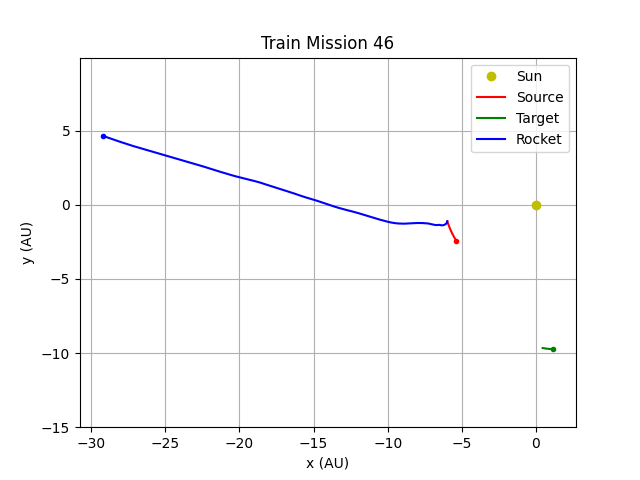 Train Mission 46
Sun
Source
Target
Rocket
5
0
−5
−10
−15
y (AU)
−30 −25 −20 −15 −10 −5 0
x (AU)